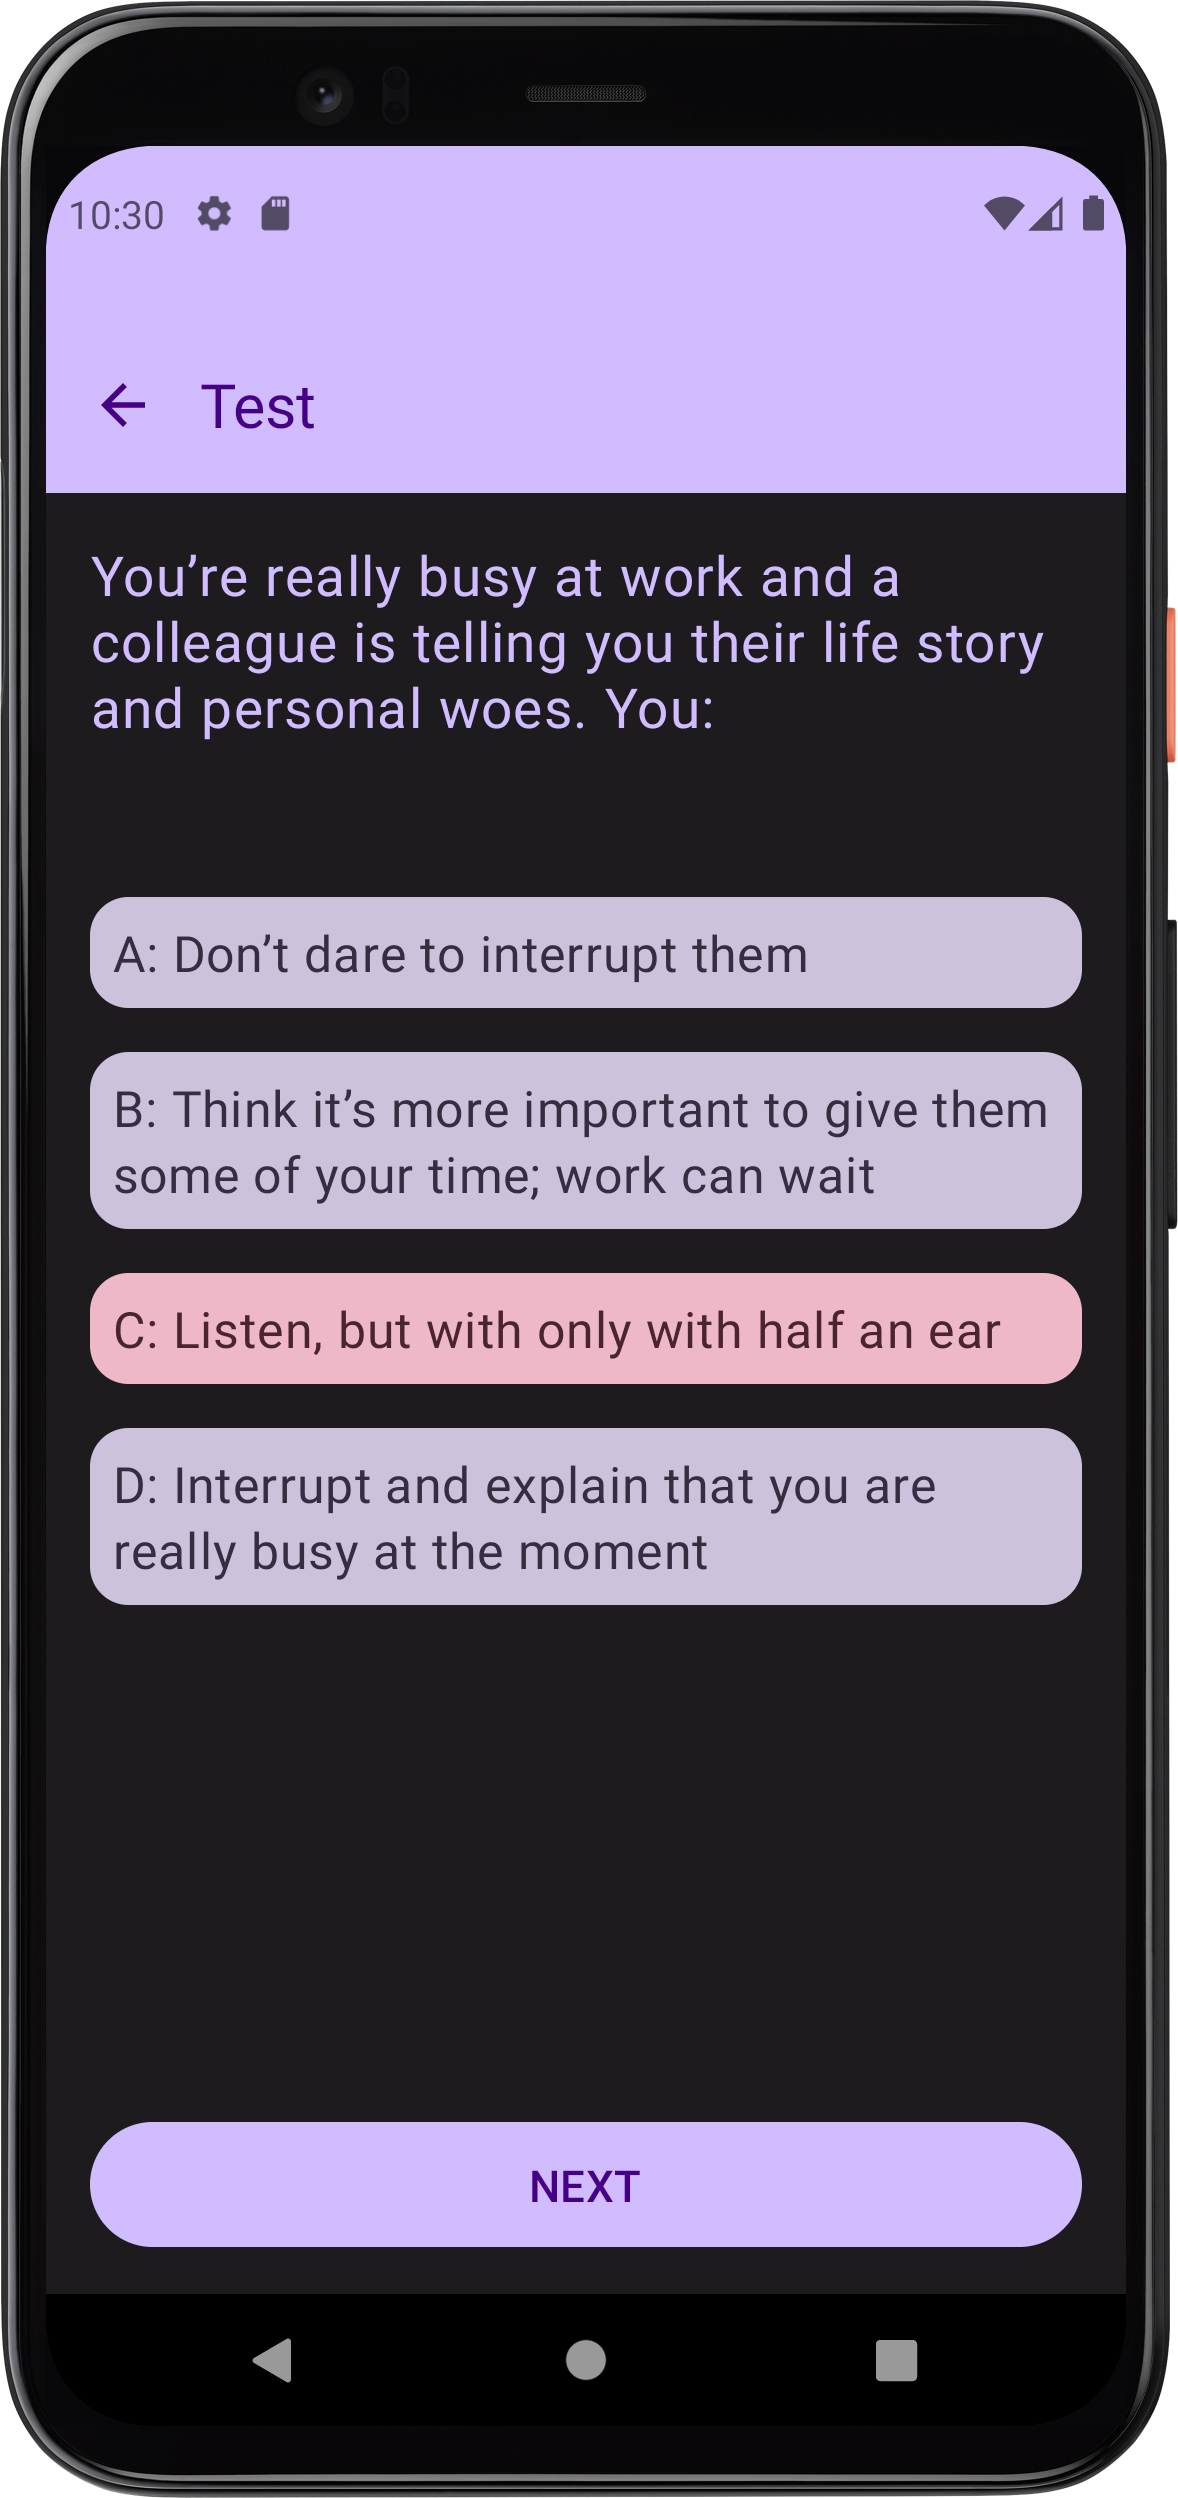 10:30
Test
You’re really busy at work and a
colleague is telling you their life story
and personal woes. You:
A: Don’t dare to interrupt them
B: Think it’s more important to give them
some of your time; work can wait
C: Listen, but with only with half an ear
D: Interrupt and explain that you are
really busy at the moment
NEXT